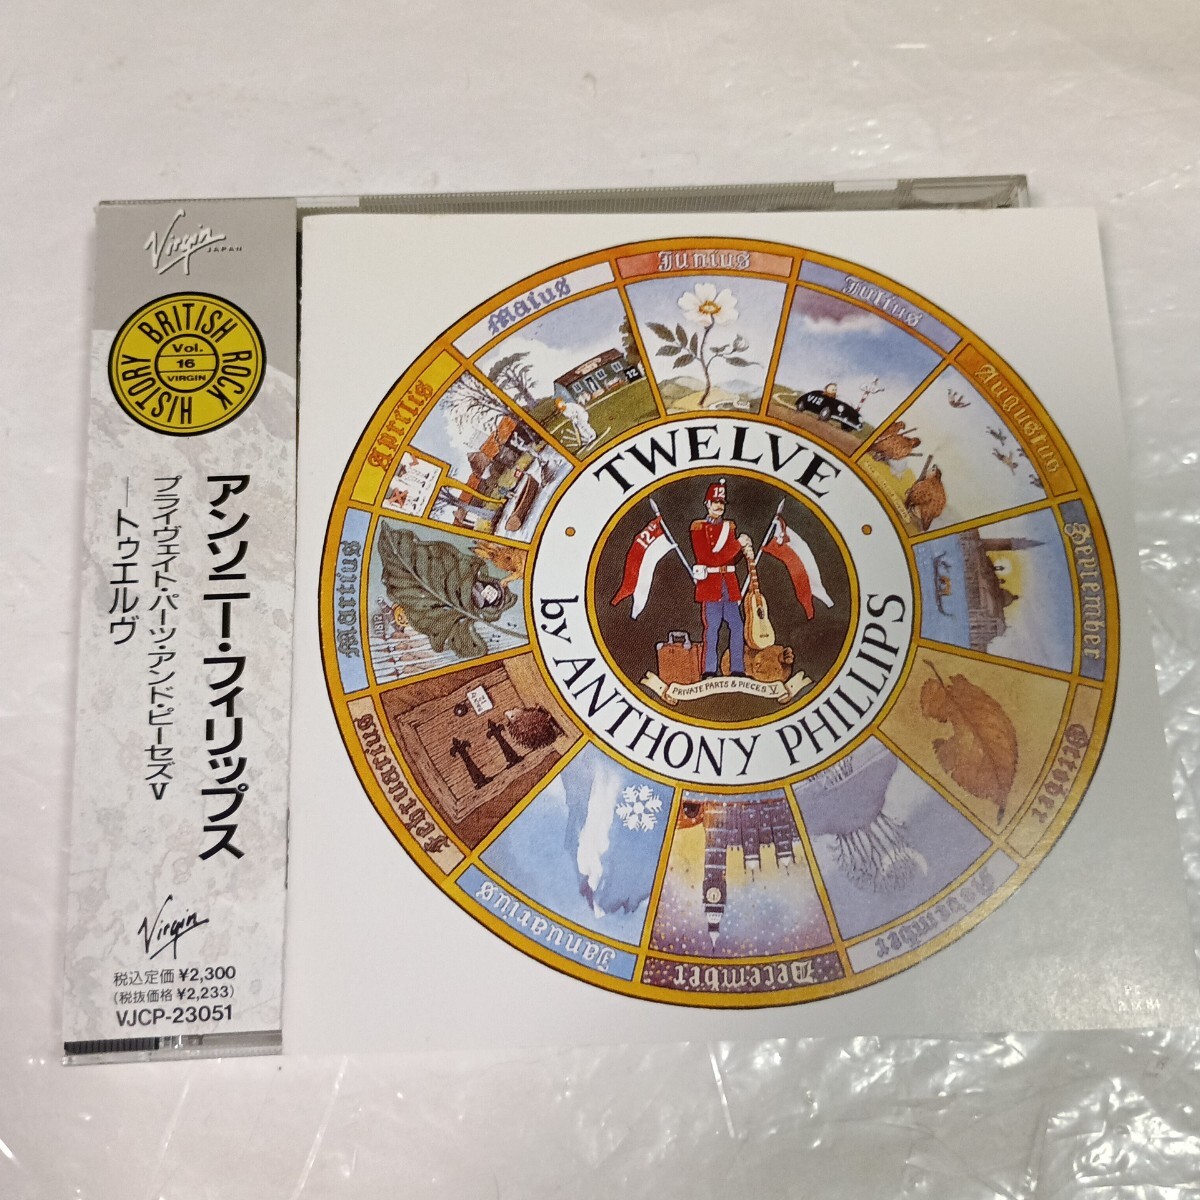 Virgin
JAPAN
BRITISH ROCK HISTORY
Vol.
16
VIRGIN
アンソニー・フィリップス
プライヴェイト・パーツ・アンド・ピーセズV
―トゥエルヴ
Virgin
税込定価 ¥2,300
(税抜価格 ¥2,233)
VJCP-23051
TWELVE
by ANTHONY PHILLIPS
12
12
PRIVATE PARTS & PIECES V
Januarius
Februarius
Martius
Aprilis
Maius
12
Junius
Julius
V12
Augustus
September
October
November
December